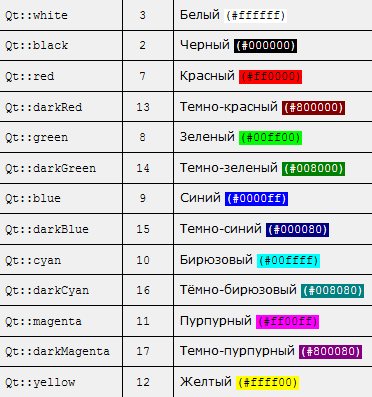 Qt::white 3 Белый (#ffffff)
Qt::black 2 Черный (#000000)
Qt::red 7 Красный (#ff0000)
Qt::darkRed 13 Темно-красный (#800000)
Qt::green 8 Зеленый (#00ff00)
Qt::darkGreen 14 Темно-зеленый (#008000)
Qt::blue 9 Синий (#0000ff)
Qt::darkBlue 15 Темно-синий (#000080)
Qt::cyan 10 Бирюзовый (#00ffff)
Qt::darkCyan 16 Тёмно-бирюзовый (#008080)
Qt::magenta 11 Пурпурный (#ff00ff)
Qt::darkMagenta 17 Темно-пурпурный (#800080)
Qt::yellow 12 Желтый (#ffff00)